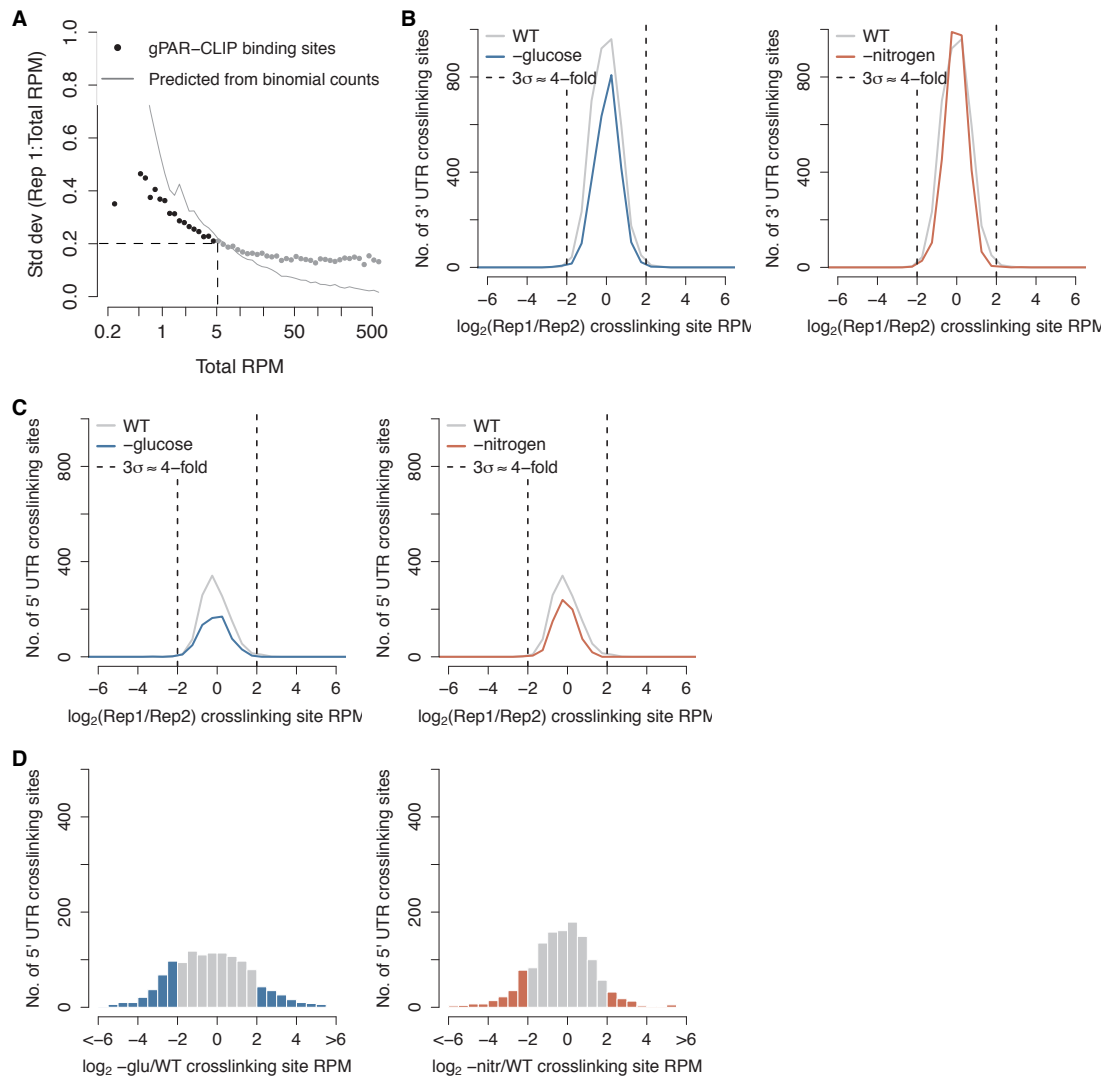 A
Std dev (Rep 1:Total RPM)
1.0
0.8
0.6
0.4
0.2
0.0
gPAR−CLIP binding sites
Predicted from binomial counts
0.2 1 5 50 500
Total RPM
B
No. of 3' UTR crosslinking sites
800
400
0
WT
−glucose
3σ ≈ 4−fold
−6 −4 −2 0 2 4 6
log2(Rep1/Rep2) crosslinking site RPM
No. of 3' UTR crosslinking sites
800
400
0
WT
−nitrogen
3σ ≈ 4−fold
−6 −4 −2 0 2 4 6
log2(Rep1/Rep2) crosslinking site RPM
C
No. of 5' UTR crosslinking sites
800
400
0
WT
−glucose
3σ ≈ 4−fold
−6 −4 −2 0 2 4 6
log2(Rep1/Rep2) crosslinking site RPM
No. of 5' UTR crosslinking sites
800
400
0
WT
−nitrogen
3σ ≈ 4−fold
−6 −4 −2 0 2 4 6
log2(Rep1/Rep2) crosslinking site RPM
D
No. of 5' UTR crosslinking sites
400
200
0
<−6 −4 −2 0 2 4 >6
log2 −glu/WT crosslinking site RPM
No. of 5' UTR crosslinking sites
400
200
0
<−6 −4 −2 0 2 4 >6
log2 −nitr/WT crosslinking site RPM